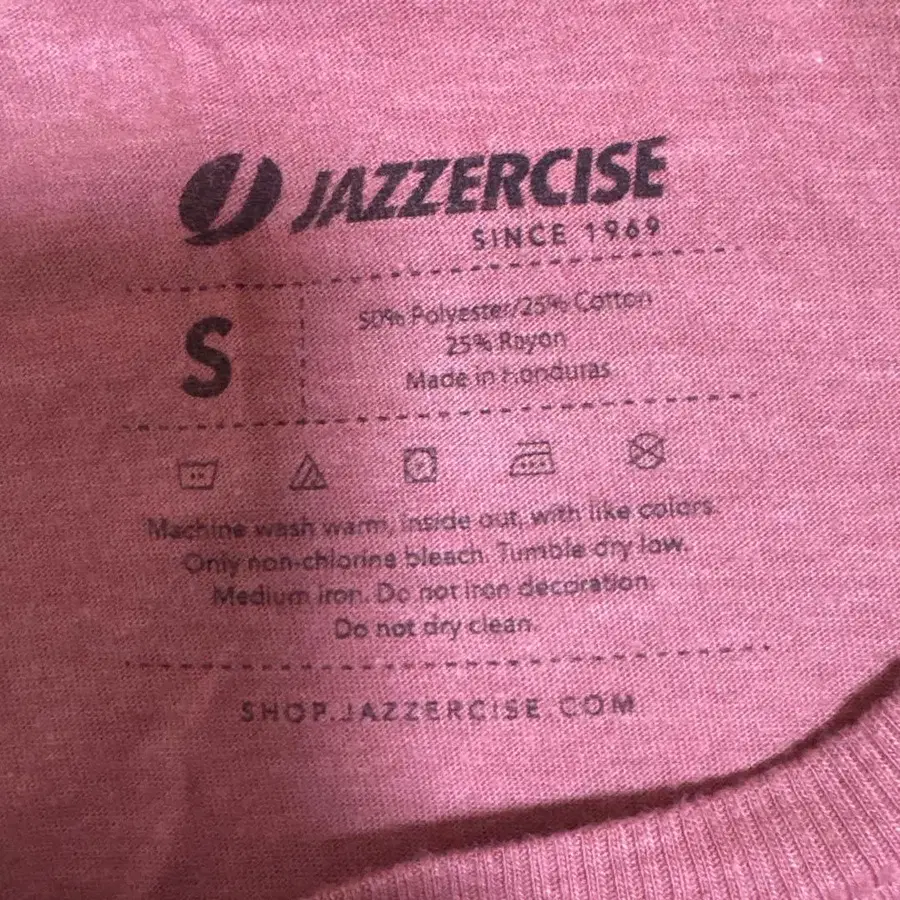 JAZZERCISE
SINCE 1969
S
50% Polyester/25% Cotton
25% Rayon
Made in Honduras
Machine wash warm, inside out, with like colors.
Only non-chlorine bleach. Tumble dry low.
Medium iron. Do not iron decoration.
Do not dry clean.
SHOP.JAZZERCISE.COM